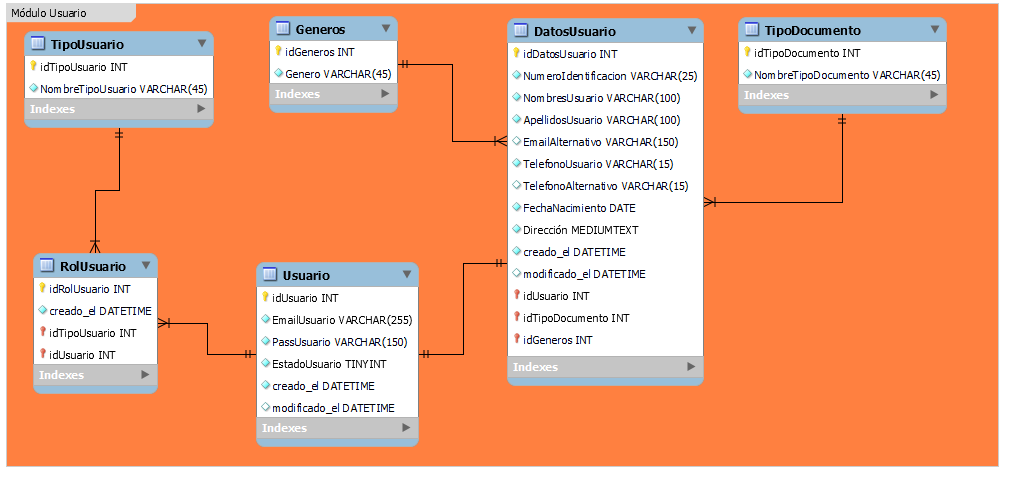 Módulo Usuario
TipoUsuario
idTipoUsuario INT
NombreTipoUsuario VARCHAR(45)
Indexes
Generos
idGeneros INT
Genero VARCHAR(45)
Indexes
DatosUsuario
idDatosUsuario INT
NumeroIdentificacion VARCHAR(25)
NombresUsuario VARCHAR(100)
ApellidosUsuario VARCHAR(100)
EmailAlternativo VARCHAR(150)
TelefonoUsuario VARCHAR(15)
TelefonoAlternativo VARCHAR(15)
FechaNacimiento DATE
Dirección MEDIUMTEXT
creado_el DATETIME
modificado_el DATETIME
idUsuario INT
idTipoDocumento INT
idGeneros INT
Indexes
TipoDocumento
idTipoDocumento INT
NombreTipoDocumento VARCHAR(45)
Indexes
RolUsuario
idRolUsuario INT
creado_el DATETIME
idTipoUsuario INT
idUsuario INT
Indexes
Usuario
idUsuario INT
EmailUsuario VARCHAR(255)
PassUsuario VARCHAR(150)
EstadoUsuario TINYINT
creado_el DATETIME
modificado_el DATETIME
Indexes